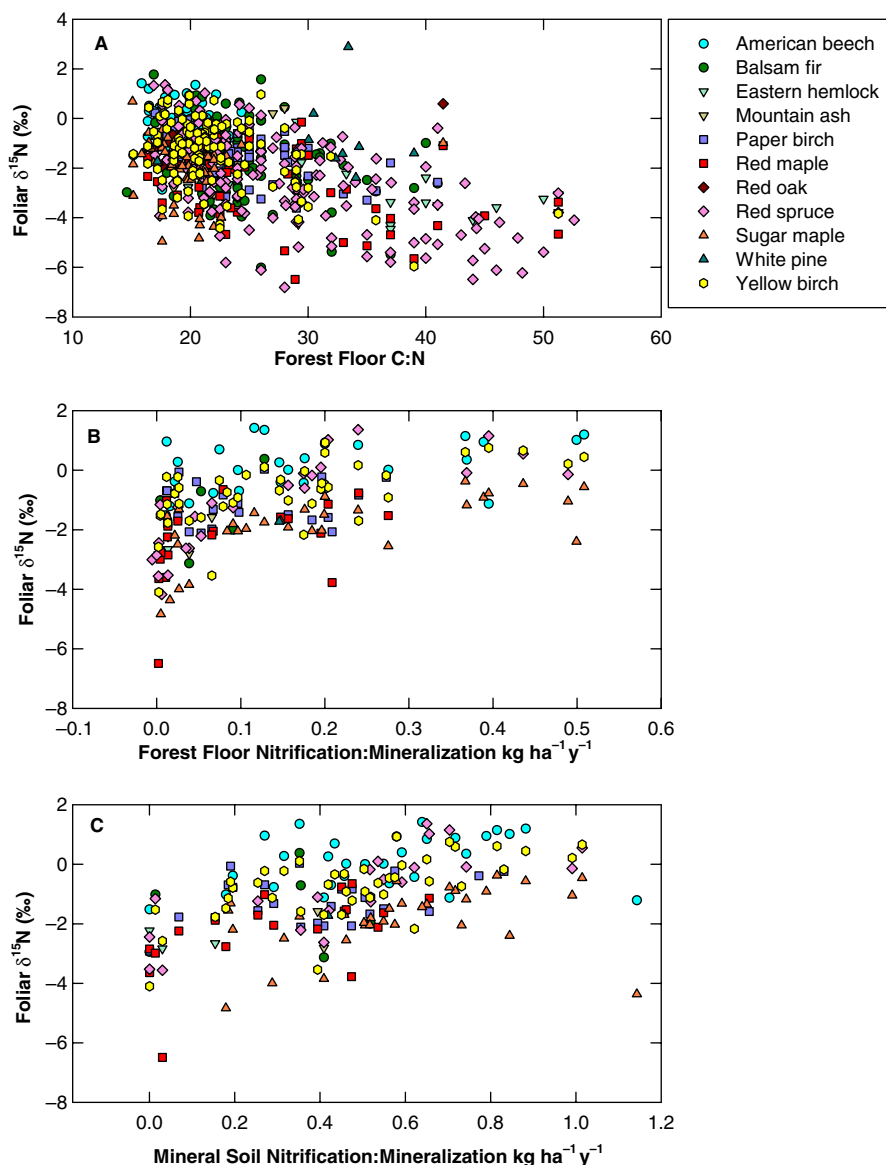 A
4
2
0
−2
−4
−6
−8
Foliar δ¹⁵N (‰)
10 20 30 40 50 60
Forest Floor C:N
American beech
Balsam fir
Eastern hemlock
Mountain ash
Paper birch
Red maple
Red oak
Red spruce
Sugar maple
White pine
Yellow birch
B
2
0
−2
−4
−6
−8
Foliar δ¹⁵N (‰)
−0.1 0.0 0.1 0.2 0.3 0.4 0.5 0.6
Forest Floor Nitrification:Mineralization kg ha⁻¹ y⁻¹
C
2
0
−2
−4
−6
−8
Foliar δ¹⁵N (‰)
0.0 0.2 0.4 0.6 0.8 1.0 1.2
Mineral Soil Nitrification:Mineralization kg ha⁻¹ y⁻¹